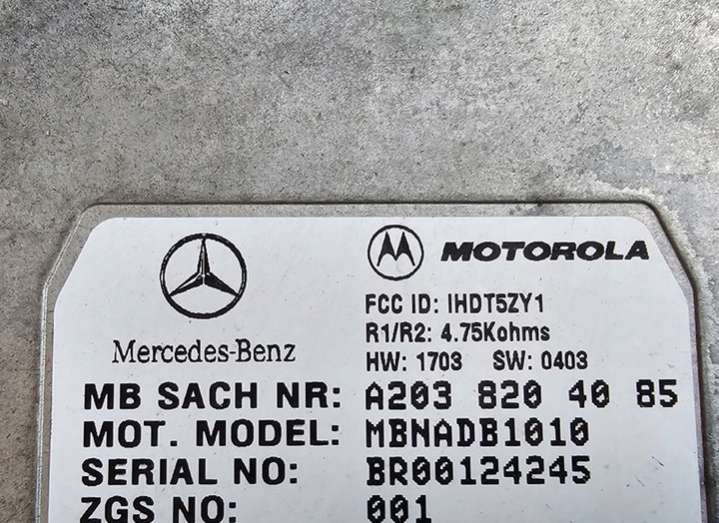 MOTOROLA
FCC ID: IHDT5ZY1
R1/R2: 4.75Kohms
Mercedes-Benz
HW: 1703 SW: 0403
MB SACH NR: A203 820 40 85
MOT. MODEL: MBNADB1010
SERIAL NO: BR00124245
ZGS NO: 001